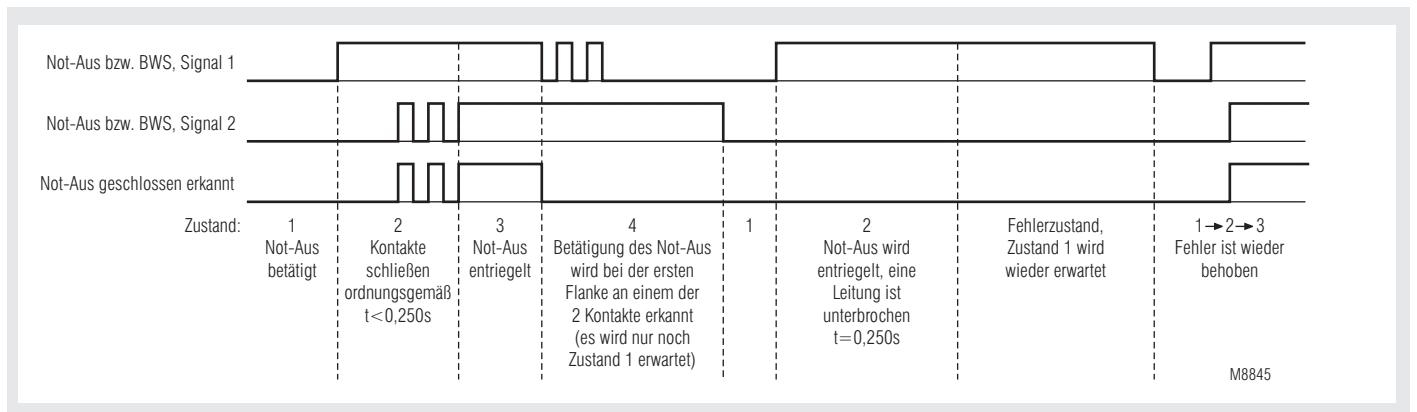 Not-Aus bzw. BWS, Signal 1
Not-Aus bzw. BWS, Signal 2
Not-Aus geschlossen erkannt
Zustand:
1
Not-Aus
betätigt
2
Kontakte
schließen
ordnungsgemäß
t<0,250s
3
Not-Aus
entriegelt
4
Betätigung des Not-Aus
wird bei der ersten
Flanke an einem der
2 Kontakte erkannt
(es wird nur noch
Zustand 1 erwartet)
1
2
Not-Aus wird
entriegelt, eine
Leitung ist
unterbrochen
t=0,250s
Fehlerzustand,
Zustand 1 wird
wieder erwartet
1→2→3
Fehler ist wieder
behoben
M8845